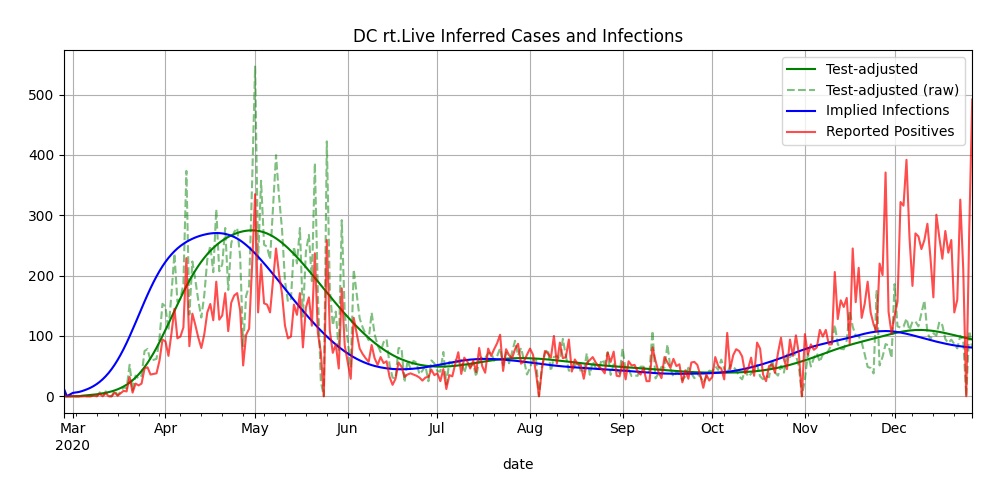 DC rt.Live Inferred Cases and Infections
Test-adjusted
Test-adjusted (raw)
Implied Infections
Reported Positives
500
400
300
200
100
0
Mar Apr May Jun Jul Aug Sep Oct Nov Dec
2020
date